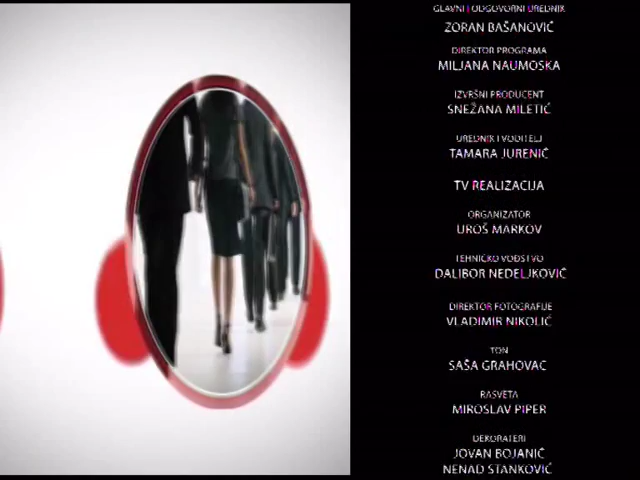 GLAVNI I ODGOVORNI UREDNIK
ZORAN BAŠANOVIĆ
DIREKTOR PROGRAMA
MILJANA NAUMOSKA
IZVRŠNI PRODUCENT
SNEŽANA MILETIĆ
UREDNIK I VODITELJ
TAMARA JURENIĆ
TV REALIZACIJA
ORGANIZATOR
UROŠ MARKOV
TEHNIČKO VOĐSTVO
DALIBOR NEDELJKOVIĆ
DIREKTOR FOTOGRAFIJE
VLADIMIR NIKOLIĆ
TON
SAŠA GRAHOVAC
RASVETA
MIROSLAV PIPER
DEKORATERI
JOVAN BOJANIĆ
NENAD STANKOVIĆ